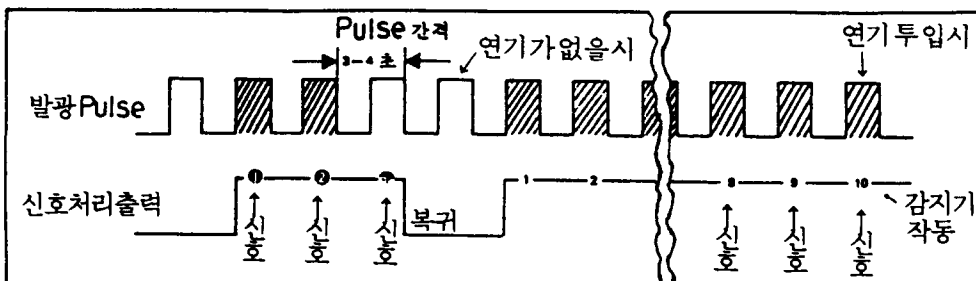 Pulse 간격
3-4 초
연기가없을시
연기 투입시
발광Pulse
신호처리출력
1 2 1 2 8 9 10
신호 신호 신호 복귀 신호 신호 신호
감지기
작동